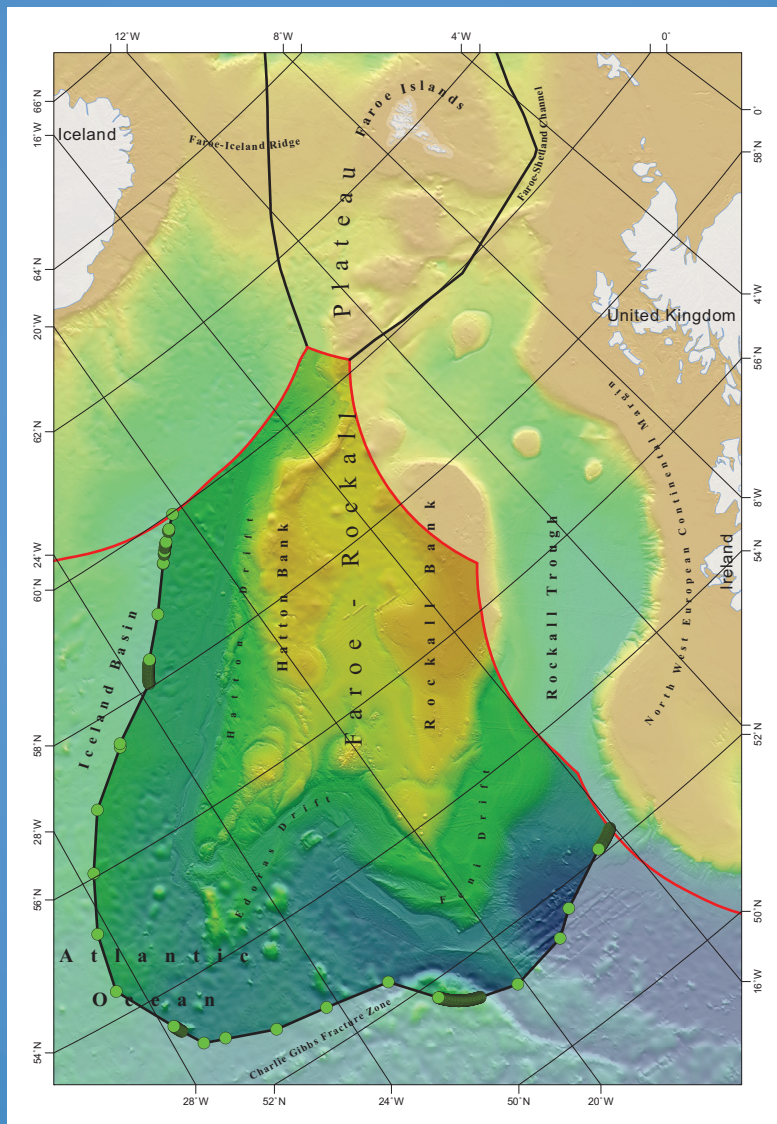 12°W
8°W
4°W
0°
66°N
16°W
64°N
20°W
62°N
24°W
60°N
58°N
28°W
56°N
54°N
0°
58°N
4°W
56°N
8°W
54°N
52°N
50°N
16°W
28°W
52°N
24°W
50°N
20°W
Iceland
Faroe-Iceland Ridge
Faroe Islands
Faroe-Shetland Channel
United Kingdom
Ireland
North West European Continental Margin
Faroe - Rockall Plateau
Hatton Bank
Hatton Drift
Rockall Bank
Rockall Trough
Iceland Basin
Edoras Drift
Feni Drift
Atlantic
Ocean
Charlie Gibbs Fracture Zone